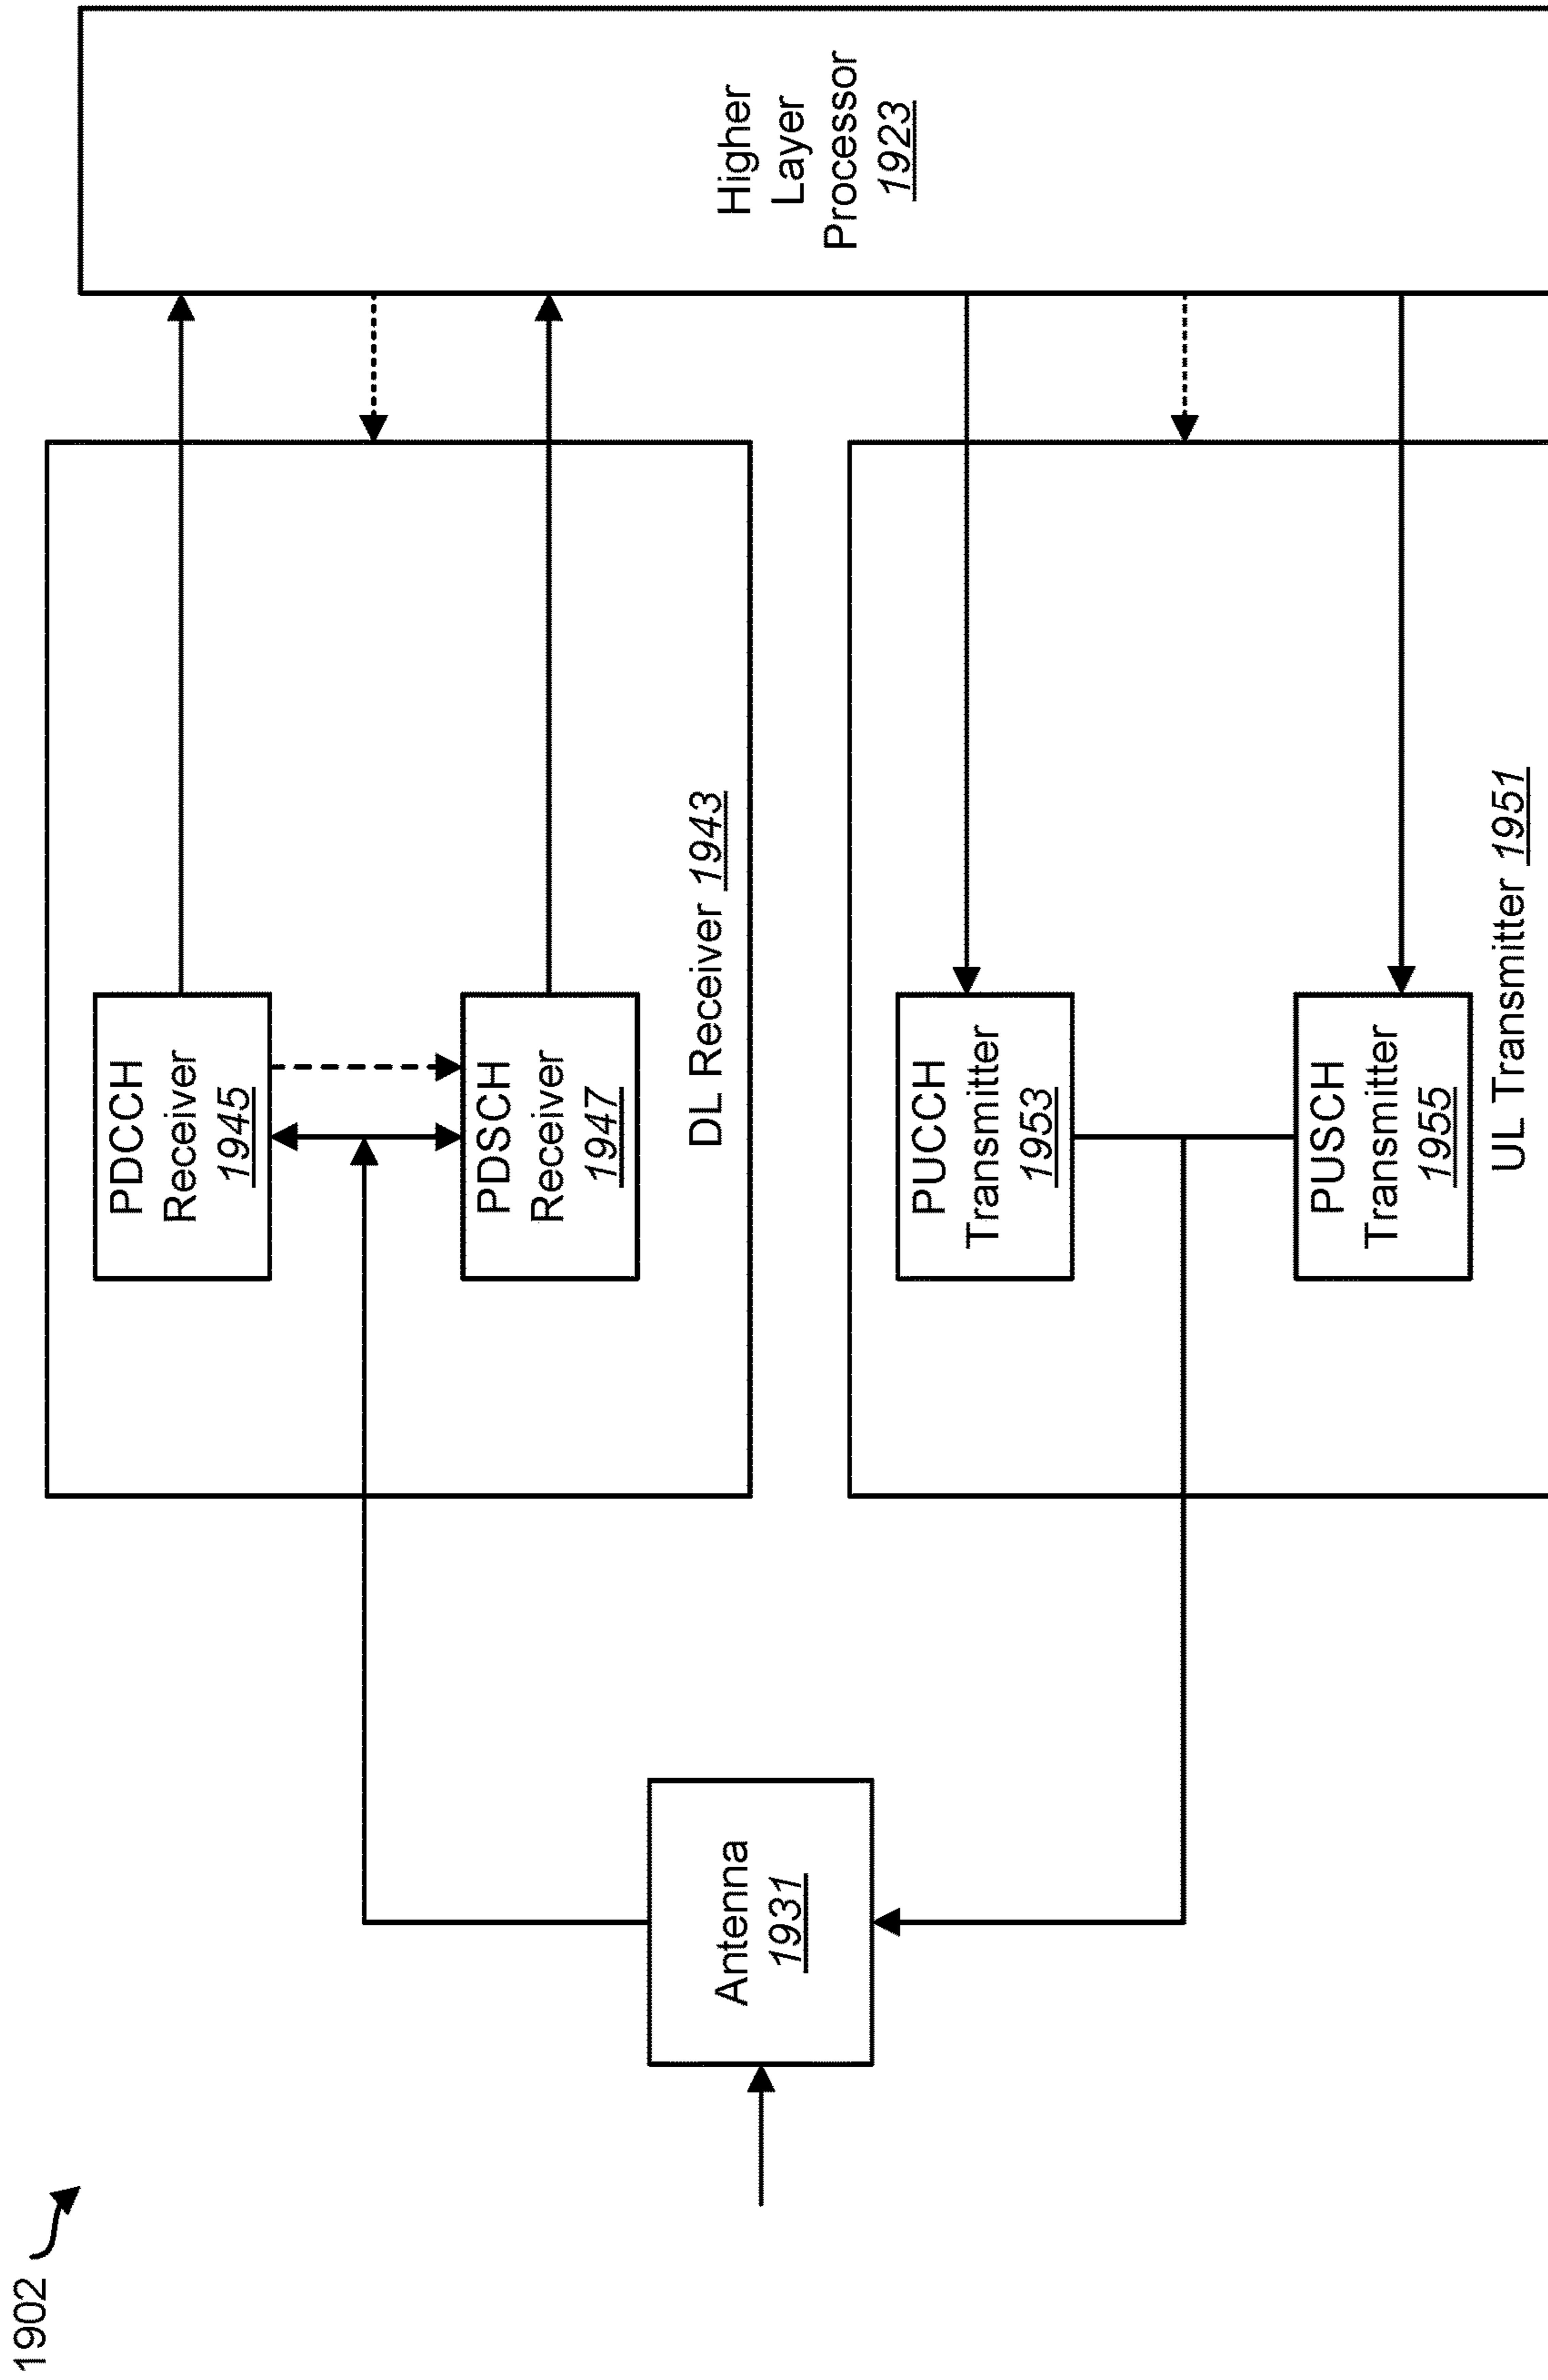 1902
Antenna
1931
PDCCH
Receiver
1945
PDSCH
Receiver
1947
DL Receiver 1943
PUCCH
Transmitter
1953
PUSCH
Transmitter
1955
UL Transmitter 1951
Higher
Layer
Processor
1923